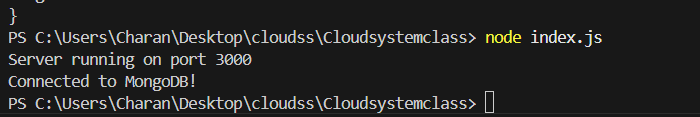 }
PS C:\Users\Charan\Desktop\cloudss\Cloudsystemclass> node index.js
Server running on port 3000
Connected to MongoDB!
PS C:\Users\Charan\Desktop\cloudss\Cloudsystemclass>